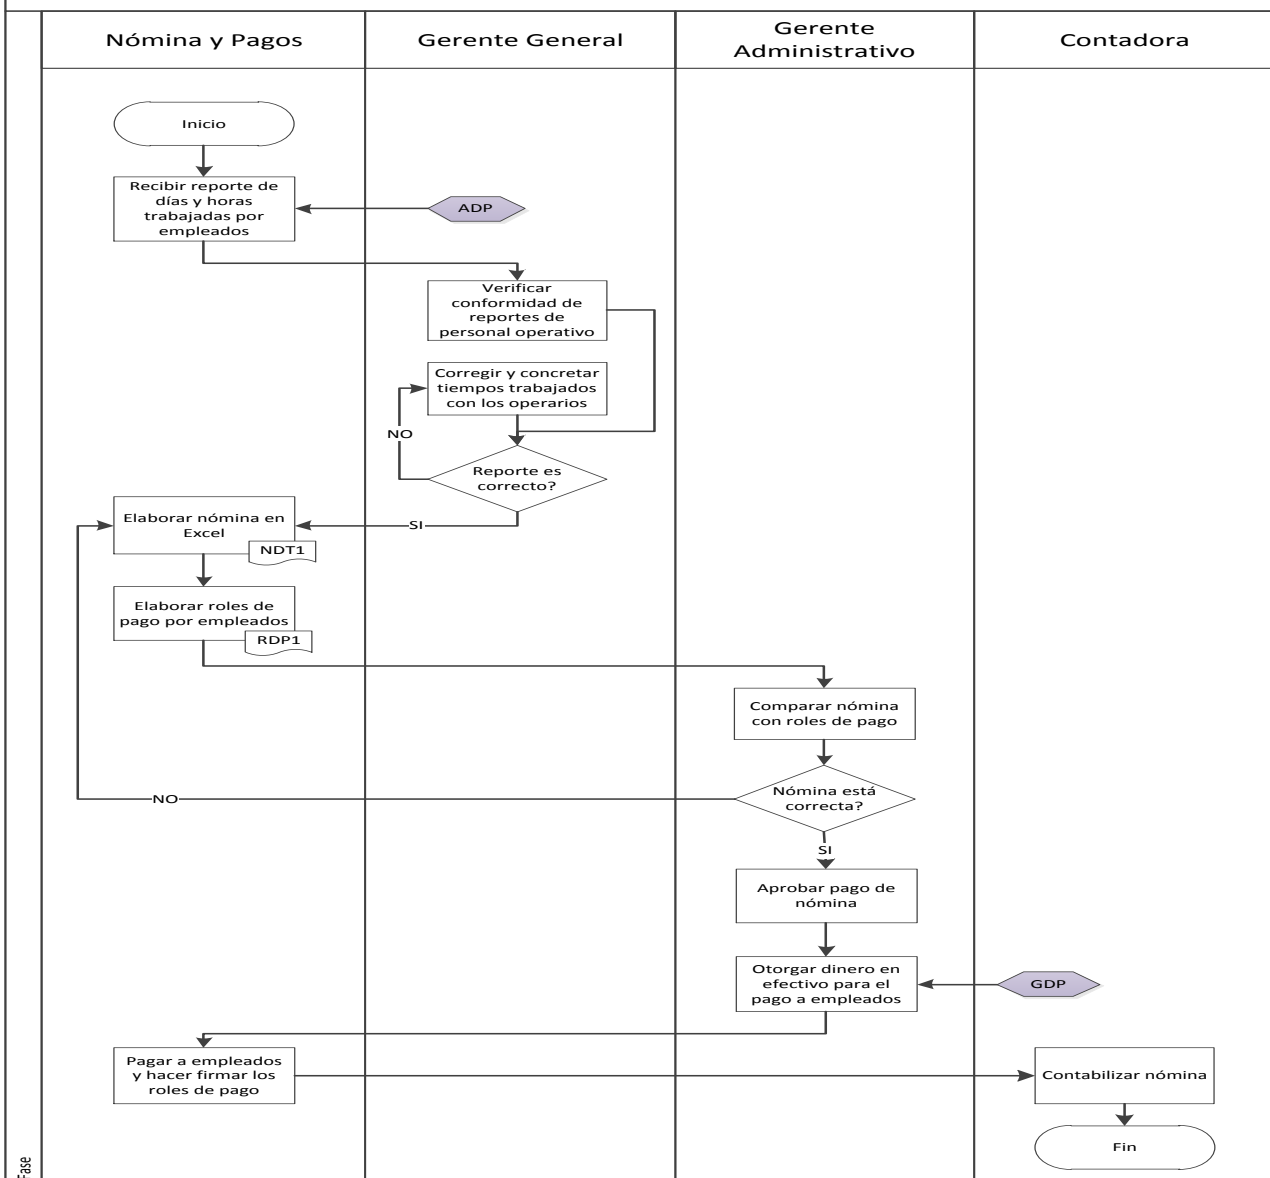 Nómina y Pagos
Gerente General
Gerente
Administrativo
Contadora
Inicio
Recibir reporte de
días y horas
trabajadas por
empleados
ADP
Verificar
conformidad de
reportes de
personal operativo
Corregir y concretar
tiempos trabajados
con los operarios
NO
Reporte es
correcto?
SI
Elaborar nómina en
Excel
NDT1
Elaborar roles de
pago por empleados
RDP1
Comparar nómina
con roles de pago
Nómina está
correcta?
NO
SI
Aprobar pago de
nómina
Otorgar dinero en
efectivo para el
pago a empleados
GDP
Pagar a empleados
y hacer firmar los
roles de pago
Contabilizar nómina
Fin
Fase